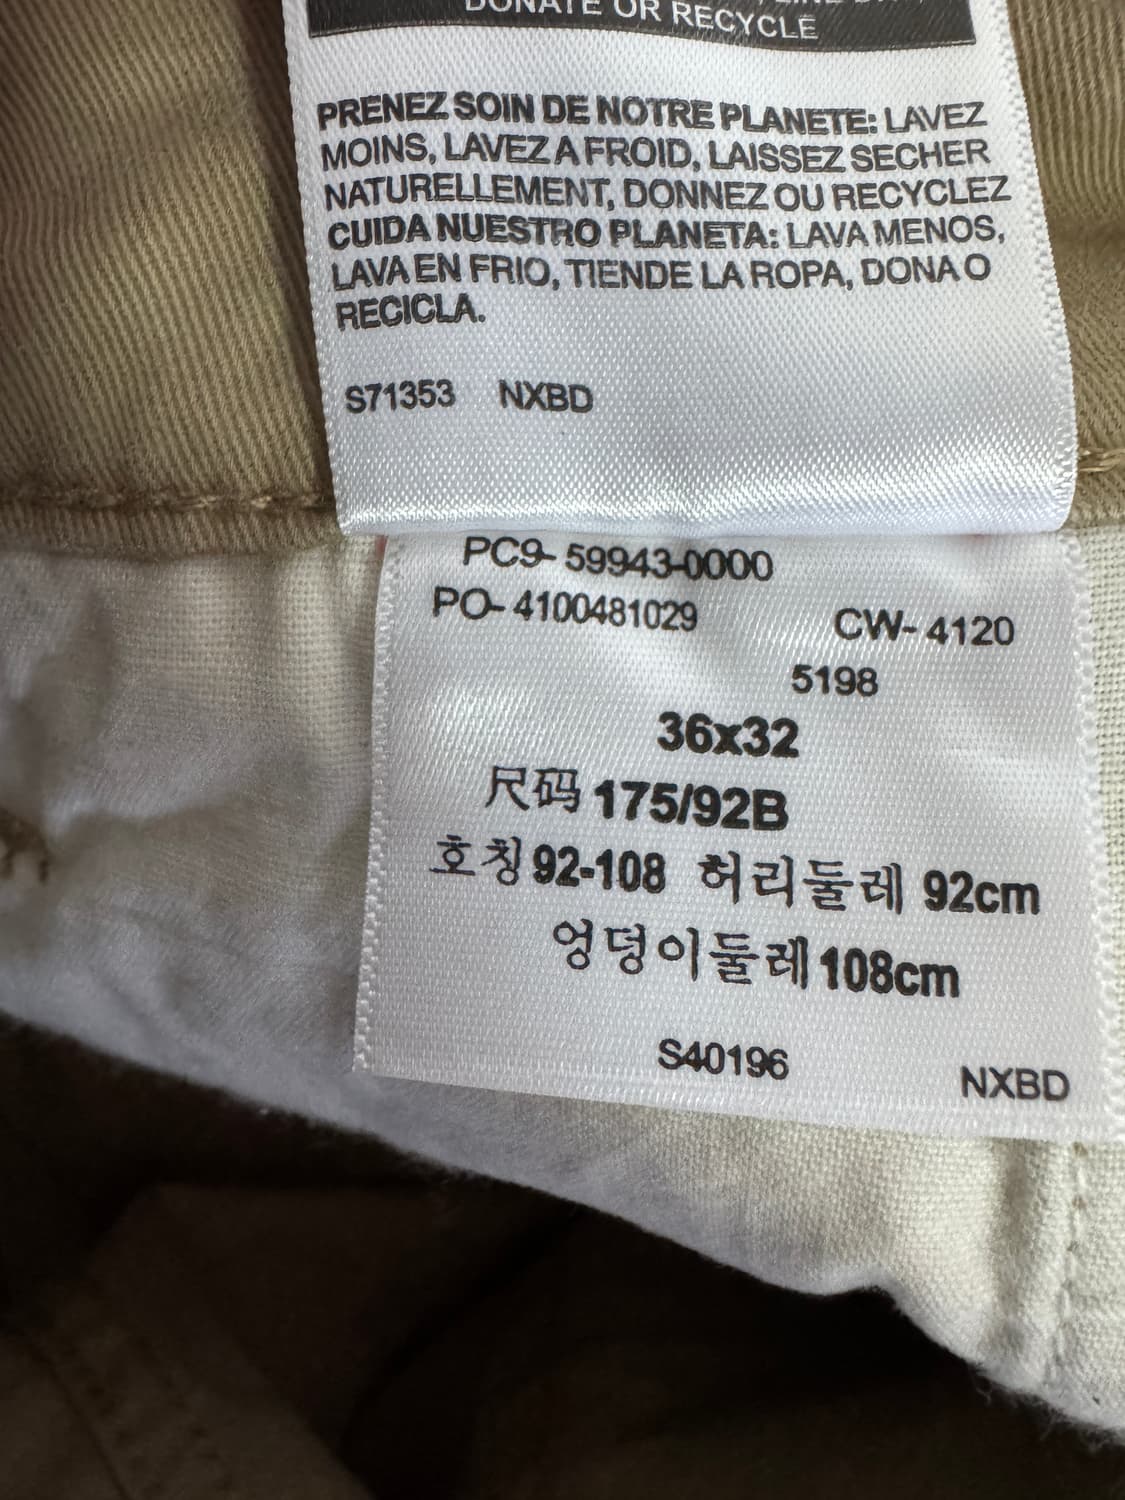 DONATE OR RECYCLE
PRENEZ SOIN DE NOTRE PLANETE: LAVEZ
MOINS, LAVEZ A FROID, LAISSEZ SECHER
NATURELLEMENT, DONNEZ OU RECYCLEZ
CUIDA NUESTRO PLANETA: LAVA MENOS,
LAVA EN FRIO, TIENDE LA ROPA, DONA O
RECICLA.
S71353 NXBD
PC9- 59943-0000
PO- 4100481029 CW- 4120
5198
36x32
尺码 175/92B
호칭 92-108 허리둘레 92cm
엉덩이둘레 108cm
S40196 NXBD